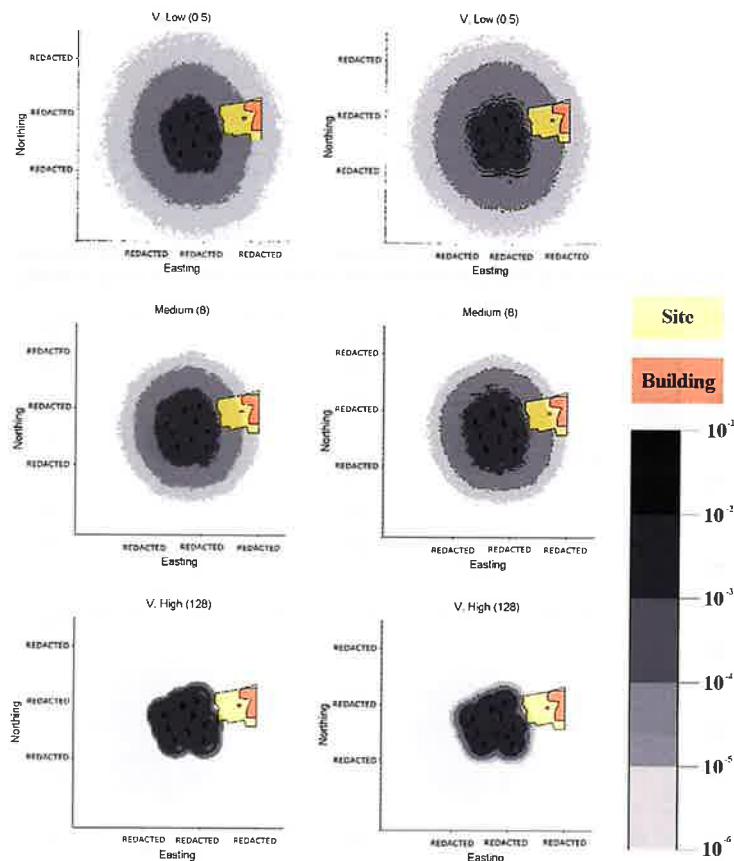 V. Low (0.5)
V. Low (0.5)
REDACTED
REDACTED
REDACTED
Northing
REDACTED REDACTED REDACTED
Easting
REDACTED
REDACTED
REDACTED
Northing
REDACTED REDACTED REDACTED
Easting
Medium (8)
Medium (8)
REDACTED
REDACTED
REDACTED
Northing
REDACTED REDACTED REDACTED
Easting
REDACTED
REDACTED
REDACTED
Northing
REDACTED REDACTED REDACTED
Easting
V. High (128)
V. High (128)
REDACTED
REDACTED
REDACTED
Northing
REDACTED REDACTED REDACTED
Easting
REDACTED
REDACTED
REDACTED
Northing
REDACTED REDACTED REDACTED
Easting
Site
Building
10⁻¹
10⁻²
10⁻³
10⁻⁴
10⁻⁵
10⁻⁶